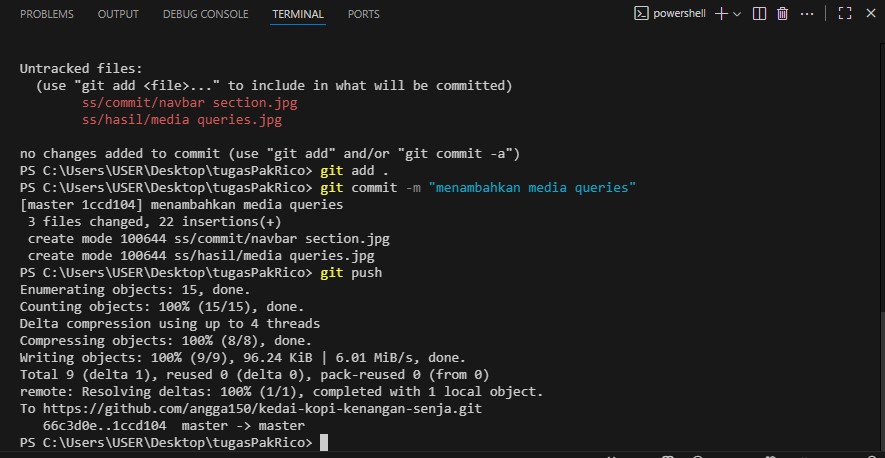 PROBLEMS OUTPUT DEBUG CONSOLE TERMINAL PORTS powershell
Untracked files:
  (use "git add <file>..." to include in what will be committed)
        ss/commit/navbar section.jpg
        ss/hasil/media queries.jpg
no changes added to commit (use "git add" and/or "git commit -a")
PS C:\Users\USER\Desktop\tugasPakRico> git add .
PS C:\Users\USER\Desktop\tugasPakRico> git commit -m "menambahkan media queries"
[master 1ccd104] menambahkan media queries
 3 files changed, 22 insertions(+)
 create mode 100644 ss/commit/navbar section.jpg
 create mode 100644 ss/hasil/media queries.jpg
PS C:\Users\USER\Desktop\tugasPakRico> git push
Enumerating objects: 15, done.
Counting objects: 100% (15/15), done.
Delta compression using up to 4 threads
Compressing objects: 100% (8/8), done.
Writing objects: 100% (9/9), 96.24 KiB | 6.01 MiB/s, done.
Total 9 (delta 1), reused 0 (delta 0), pack-reused 0 (from 0)
remote: Resolving deltas: 100% (1/1), completed with 1 local object.
To https://github.com/angga150/kedai-kopi-kenangan-senja.git
   66c3d0e..1ccd104  master -> master
PS C:\Users\USER\Desktop\tugasPakRico>